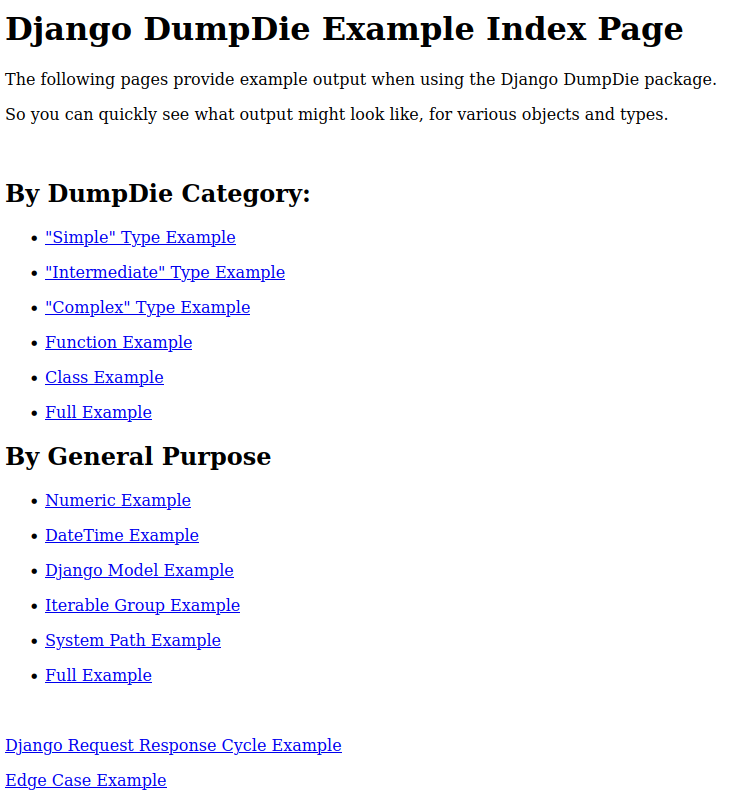 Django DumpDie Example Index Page
The following pages provide example output when using the Django DumpDie package.
So you can quickly see what output might look like, for various objects and types.
By DumpDie Category:
"Simple" Type Example
"Intermediate" Type Example
"Complex" Type Example
Function Example
Class Example
Full Example
By General Purpose
Numeric Example
DateTime Example
Django Model Example
Iterable Group Example
System Path Example
Full Example
Django Request Response Cycle Example
Edge Case Example